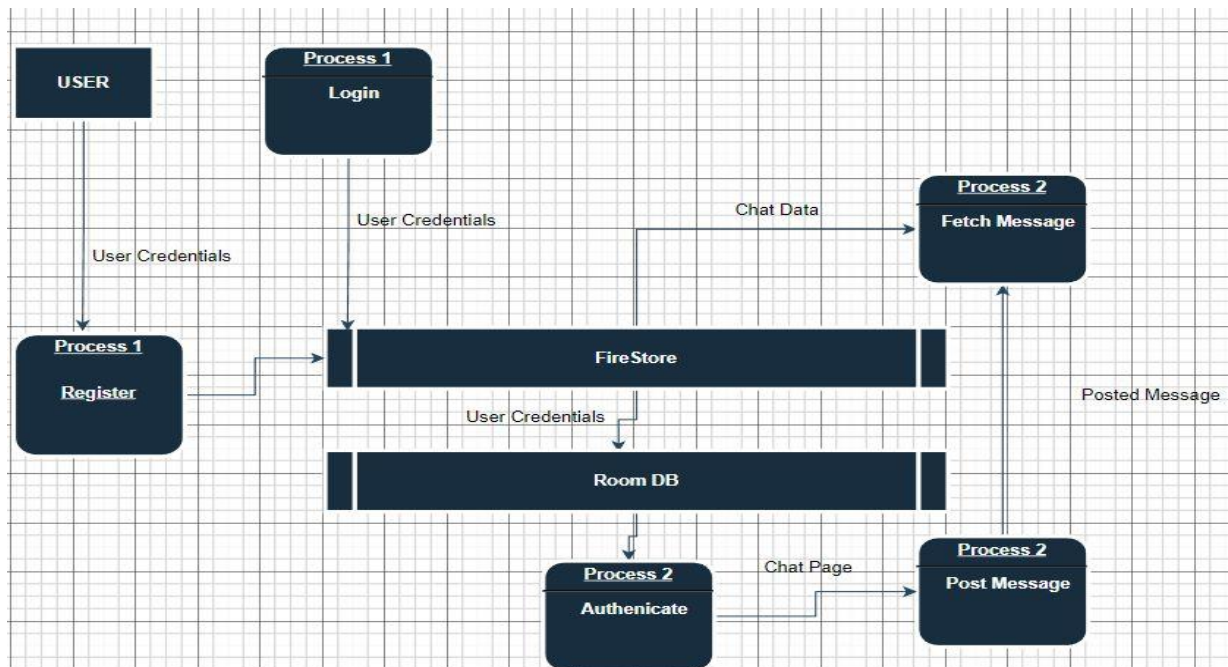 USER
Process 1
Login
Process 2
Fetch Message
Chat Data
User Credentials
User Credentials
Process 1
Register
FireStore
Posted Message
User Credentials
Room DB
Process 2
Authenicate
Chat Page
Process 2
Post Message